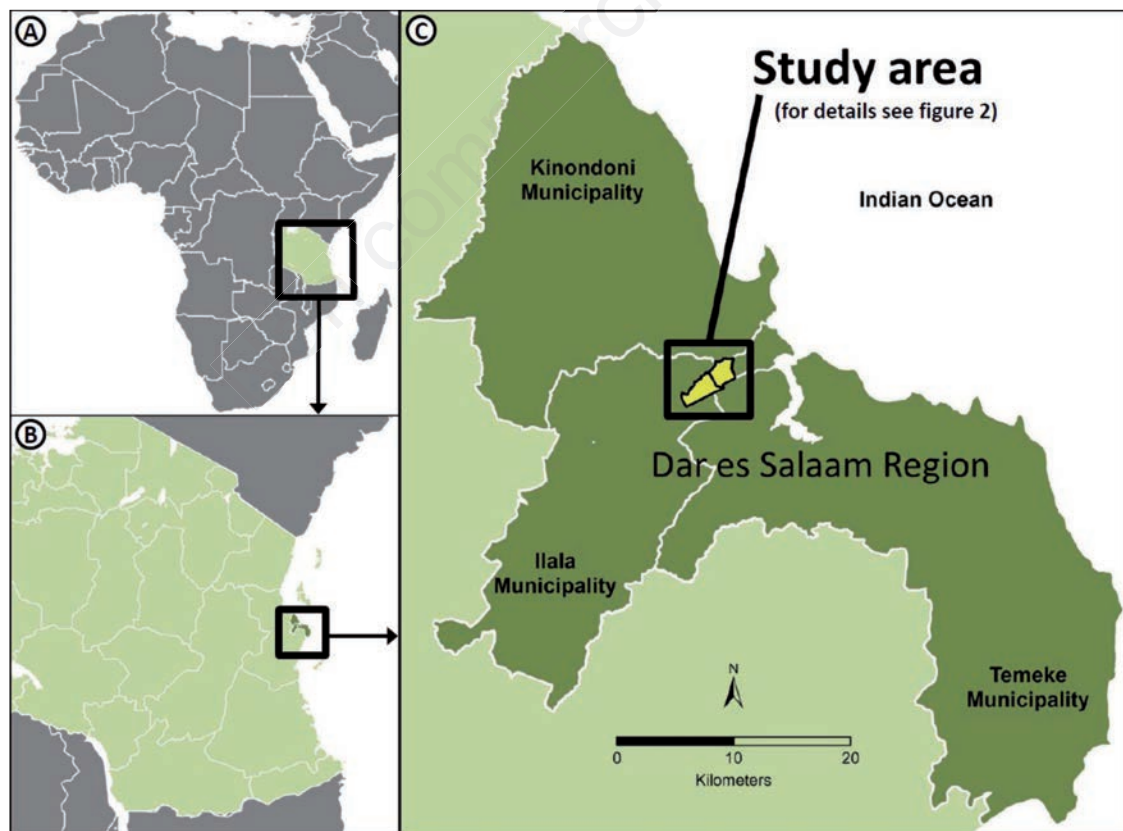 A
C
Study area
(for details see figure 2)
Kinondoni
Municipality
Indian Ocean
B
Dar es Salaam Region
Ilala
Municipality
Temeke
Municipality
N
0
10
20
Kilometers